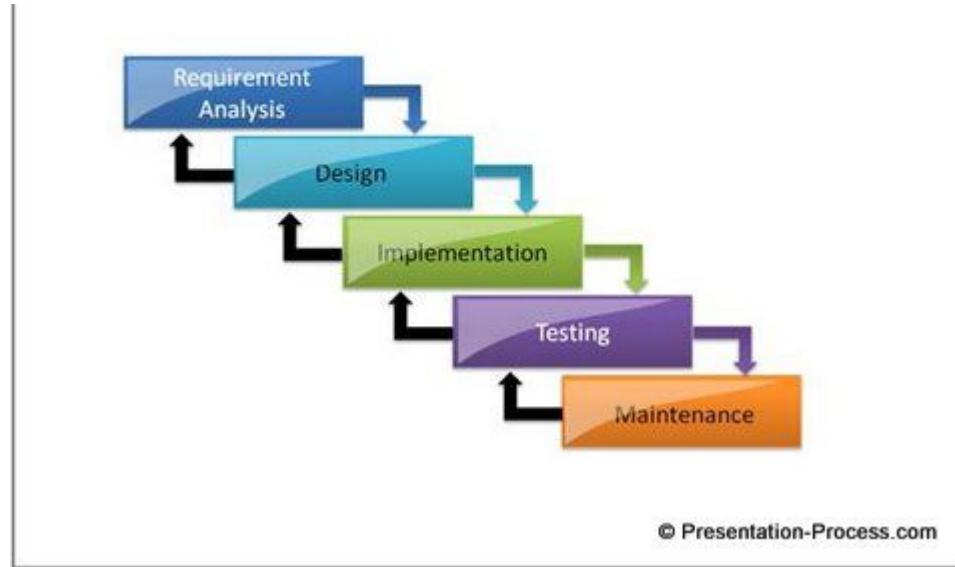 Requirement
Analysis
Design
Implementation
Testing
Maintenance
© Presentation-Process.com